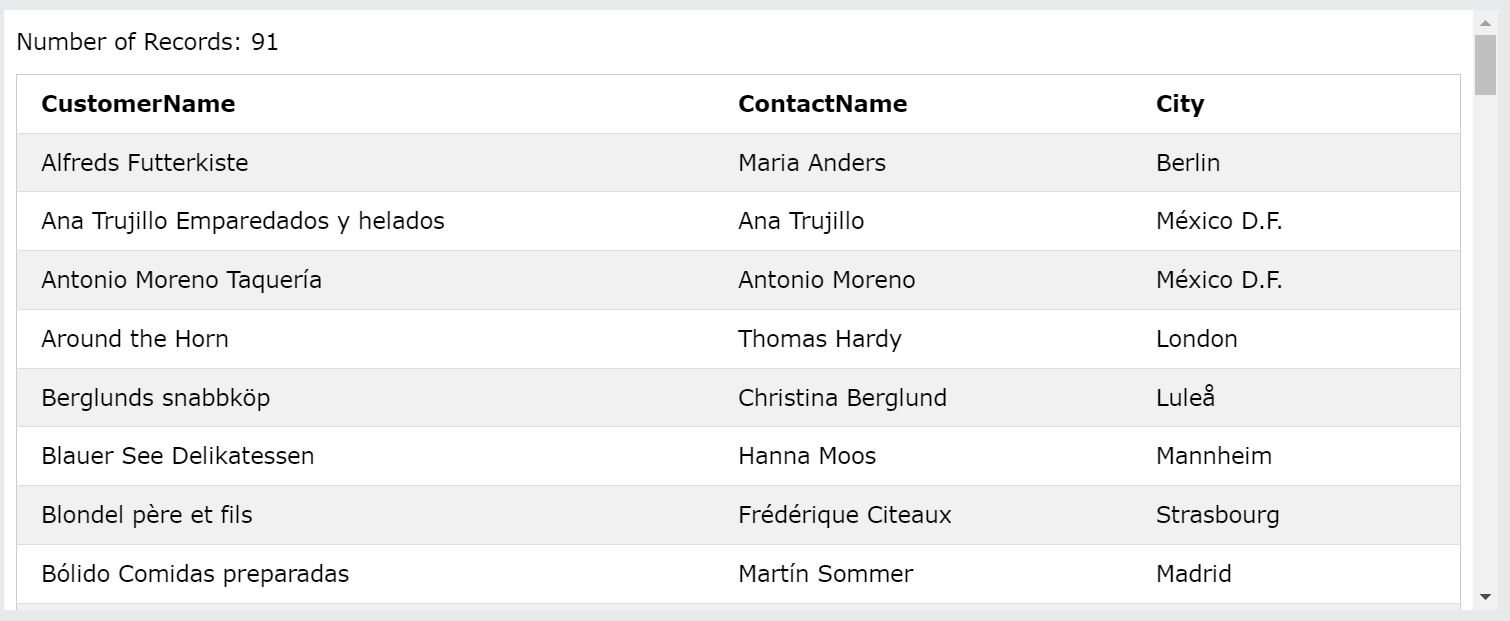 Number of Records: 91
CustomerName ContactName City
Alfreds Futterkiste Maria Anders Berlin
Ana Trujillo Emparedados y helados Ana Trujillo México D.F.
Antonio Moreno Taquería Antonio Moreno México D.F.
Around the Horn Thomas Hardy London
Berglunds snabbköp Christina Berglund Luleå
Blauer See Delikatessen Hanna Moos Mannheim
Blondel père et fils Frédérique Citeaux Strasbourg
Bólido Comidas preparadas Martín Sommer Madrid